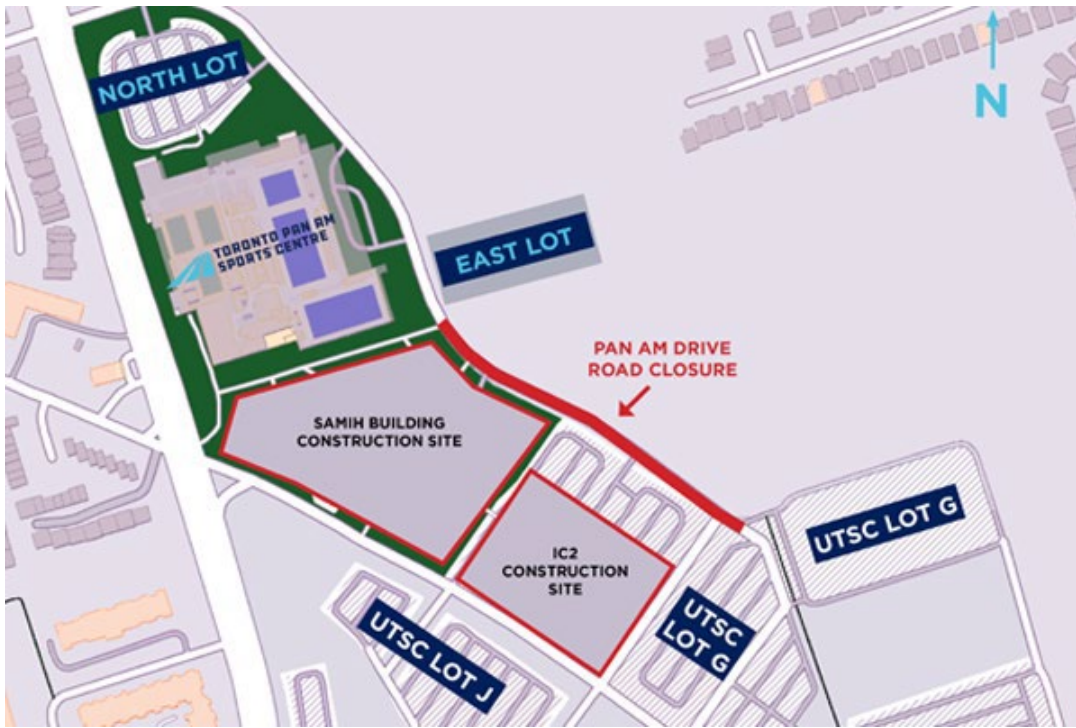 NORTH LOT
N
TORONTO PAN AM
SPORTS CENTRE
EAST LOT
PAN AM DRIVE
ROAD CLOSURE
SAMIH BUILDING
CONSTRUCTION SITE
UTSC LOT G
IC2
CONSTRUCTION
SITE
UTSC
LOT G
UTSC LOT J